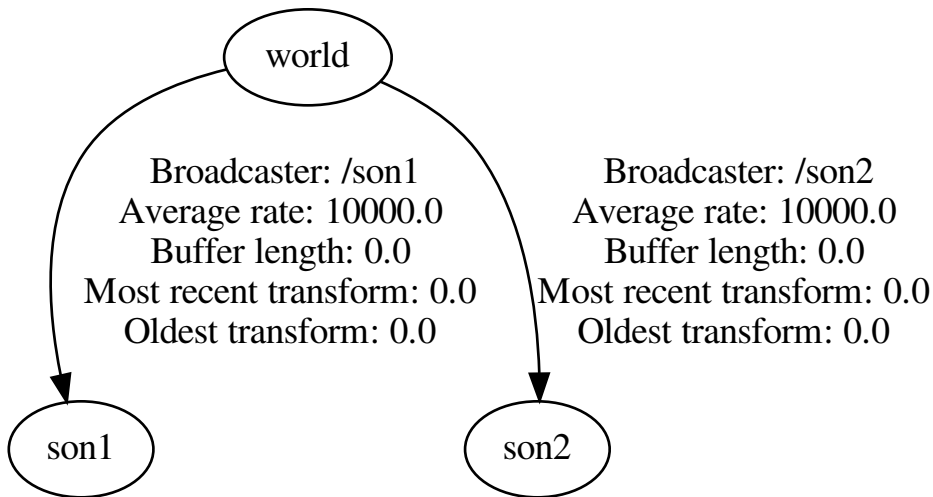 world
Broadcaster: /son1
Average rate: 10000.0
Buffer length: 0.0
Most recent transform: 0.0
Oldest transform: 0.0
Broadcaster: /son2
Average rate: 10000.0
Buffer length: 0.0
Most recent transform: 0.0
Oldest transform: 0.0
son1
son2